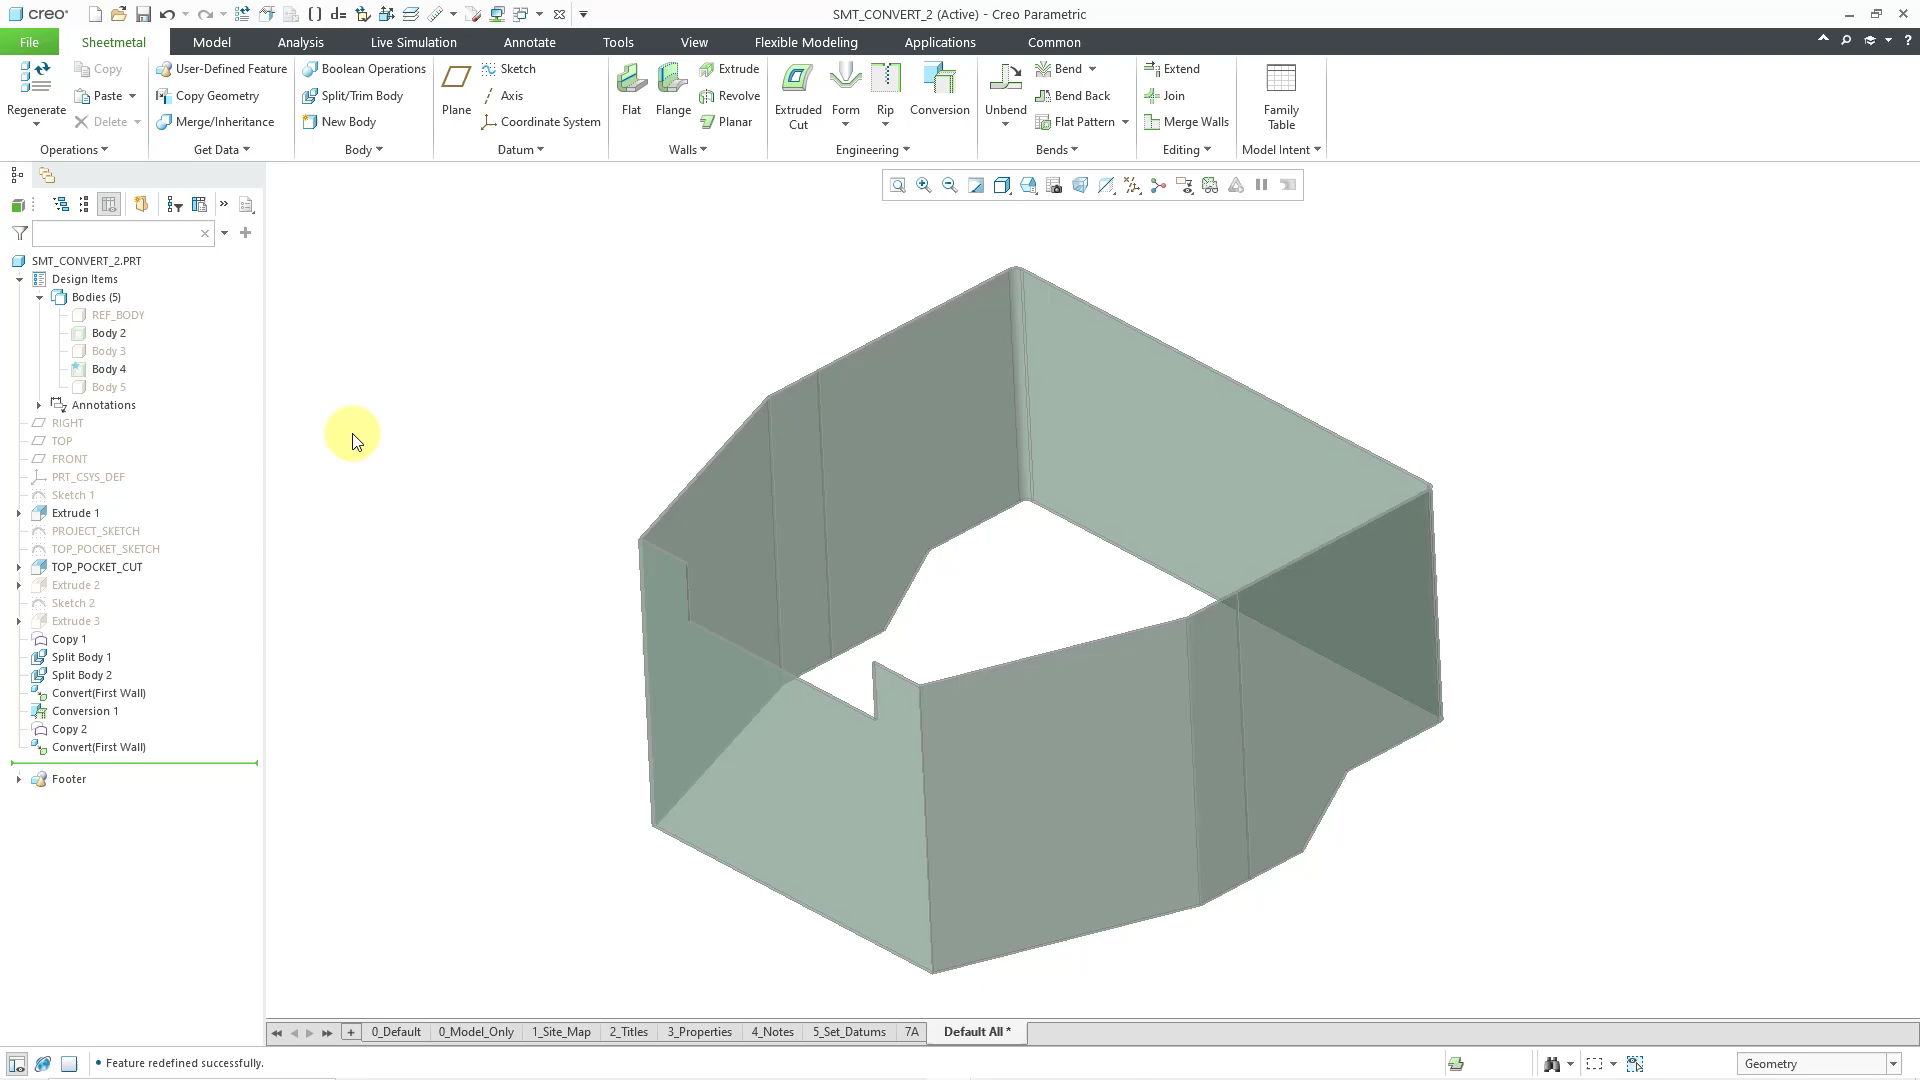 creo
SMT_CONVERT_2 (Active) - Creo Parametric
File
Sheetmetal
Model
Analysis
Live Simulation
Annotate
Tools
View
Flexible Modeling
Applications
Common
Regenerate
Copy
Paste
Delete
Operations
User-Defined Feature
Copy Geometry
Merge/Inheritance
Get Data
Boolean Operations
Split/Trim Body
New Body
Body
Plane
Sketch
Axis
Coordinate System
Datum
Flat
Flange
Extrude
Revolve
Planar
Walls
Extruded
Cut
Form
Rip
Conversion
Engineering
Unbend
Bend
Bend Back
Flat Pattern
Bends
Extend
Join
Merge Walls
Editing
Family
Table
Model Intent
SMT_CONVERT_2.PRT
Design Items
Bodies (5)
REF_BODY
Body 2
Body 3
Body 4
Body 5
Annotations
RIGHT
TOP
FRONT
PRT_CSYS_DEF
Sketch 1
Extrude 1
PROJECT_SKETCH
TOP_POCKET_SKETCH
TOP_POCKET_CUT
Extrude 2
Sketch 2
Extrude 3
Copy 1
Split Body 1
Split Body 2
Convert(First Wall)
Conversion 1
Copy 2
Convert(First Wall)
Footer
0_Default
0_Model_Only
1_Site_Map
2_Titles
3_Properties
4_Notes
5_Set_Datums
7A
Default All *
• Feature redefined successfully.
Geometry